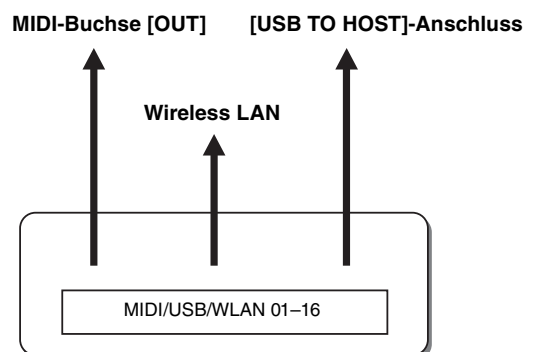 MIDI-Buchse [OUT]
[USB TO HOST]-Anschluss
Wireless LAN
MIDI/USB/WLAN 01–16